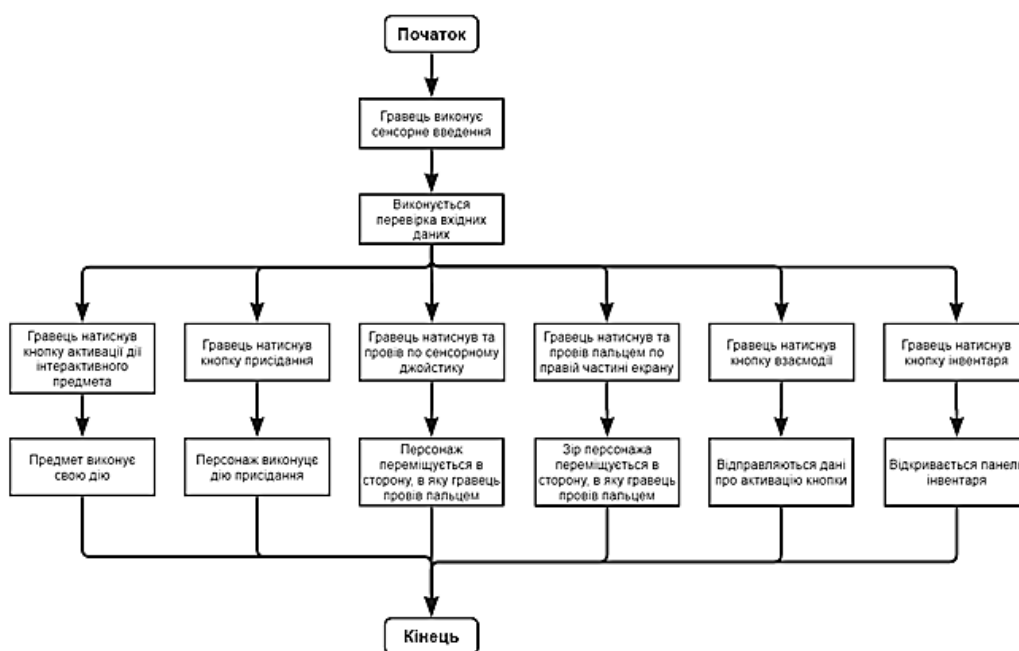 Початок
Гравець виконує
сенсорне введення
Виконується
перевірка вхідних
даних
Гравець натиснув
кнопку активації дії
інтерактивного
предмета
Гравець натиснув
кнопку присідання
Гравець натиснув та
провів по сенсорному
джойстику
Гравець натиснув та
провів пальцем по
правій частині екрану
Гравець натиснув
кнопку взаємодії
Гравець натиснув
кнопку інвентаря
Предмет виконує
свою дію
Персонаж виконує
дію присідання
Персонаж
переміщується в
сторону, в яку гравець
провів пальцем
Зір персонажа
переміщується в
сторону, в яку гравець
провів пальцем
Відправляються дані
про активацію кнопки
Відкривається панель
інвентаря
Кінець